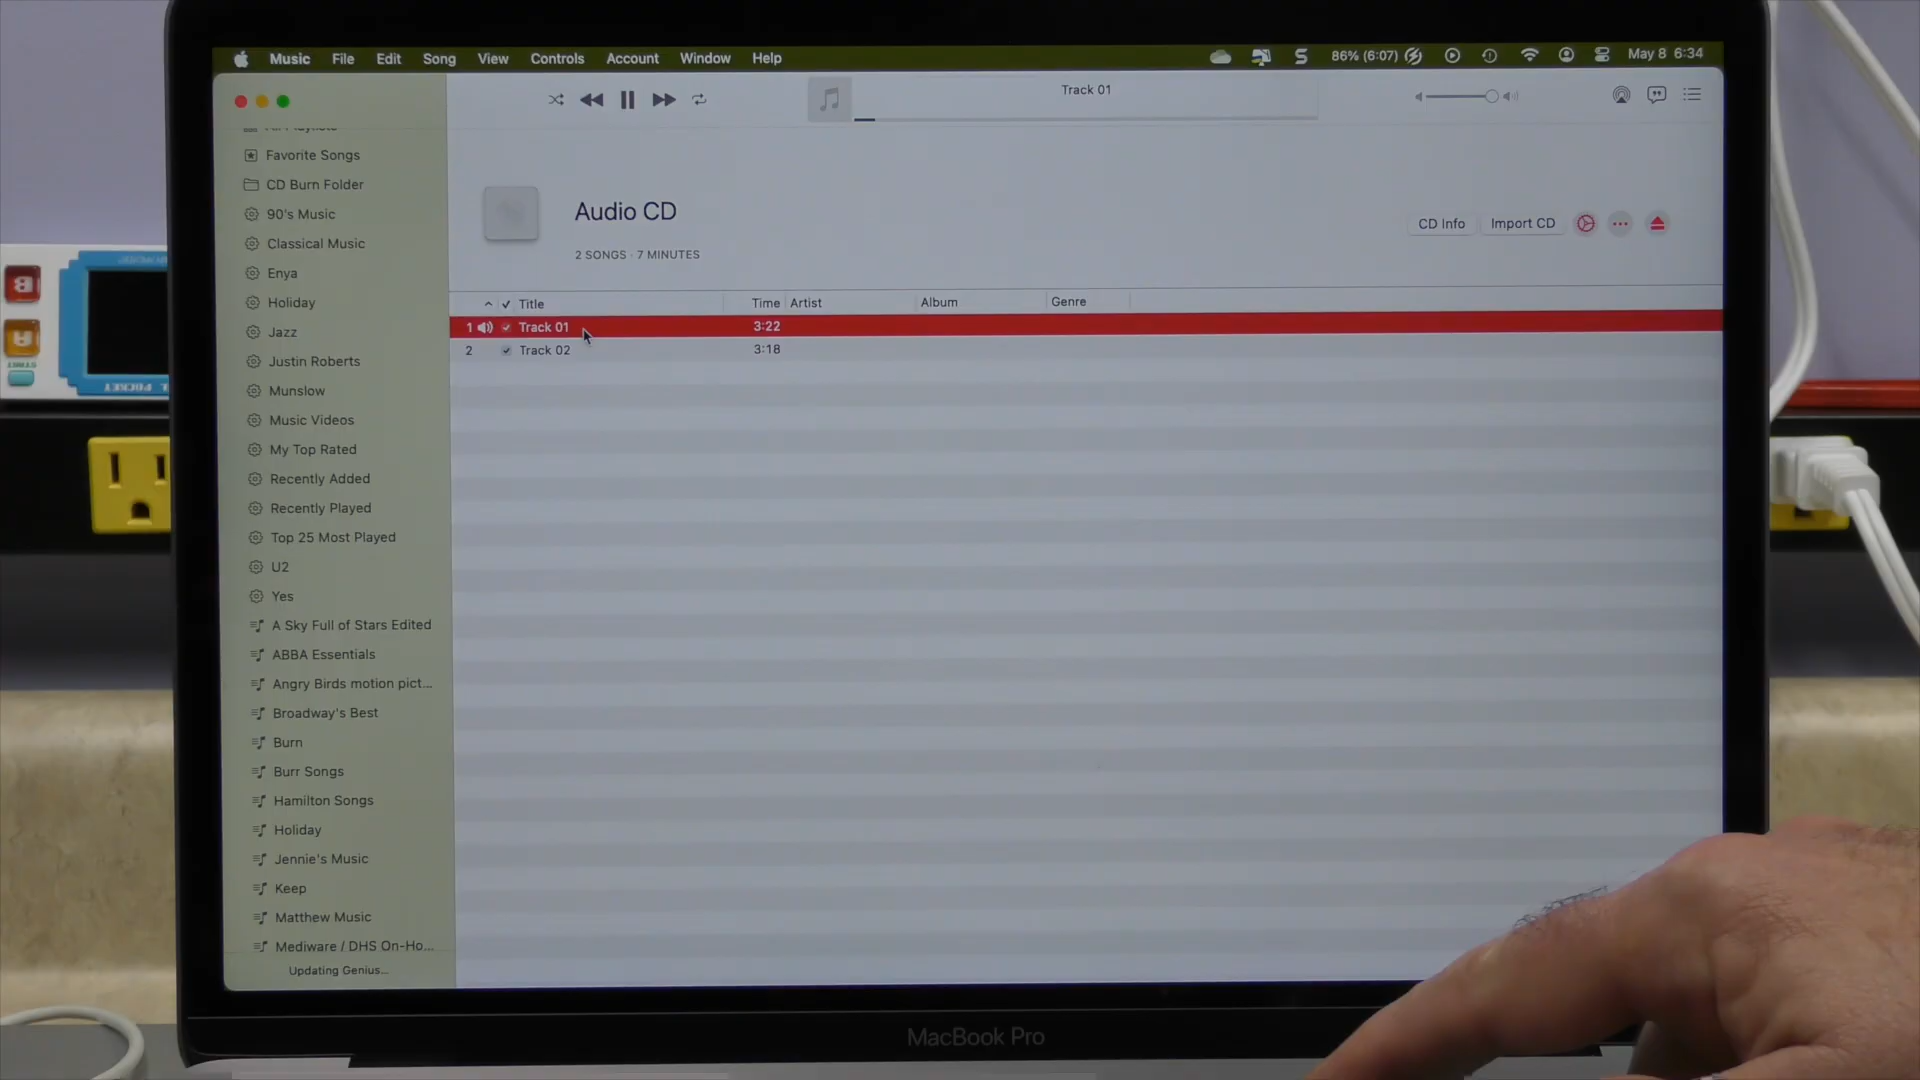 Music File Edit Song View Controls Account Window Help 86% (6:07) May 8 6:34
Track 01
Favorite Songs
CD Burn Folder
90's Music
Classical Music
Enya
Holiday
Jazz
Justin Roberts
Munslow
Music Videos
My Top Rated
Recently Added
Recently Played
Top 25 Most Played
U2
Yes
A Sky Full of Stars Edited
ABBA Essentials
Angry Birds motion pict...
Broadway's Best
Burn
Burr Songs
Hamilton Songs
Holiday
Jennie's Music
Keep
Matthew Music
Mediware / DHS On-Ho...
Updating Genius...
Audio CD
2 SONGS · 7 MINUTES
CD Info Import CD
Title Time Artist Album Genre
1 Track 01 3:22
2 Track 02 3:18
MacBook Pro
B
START